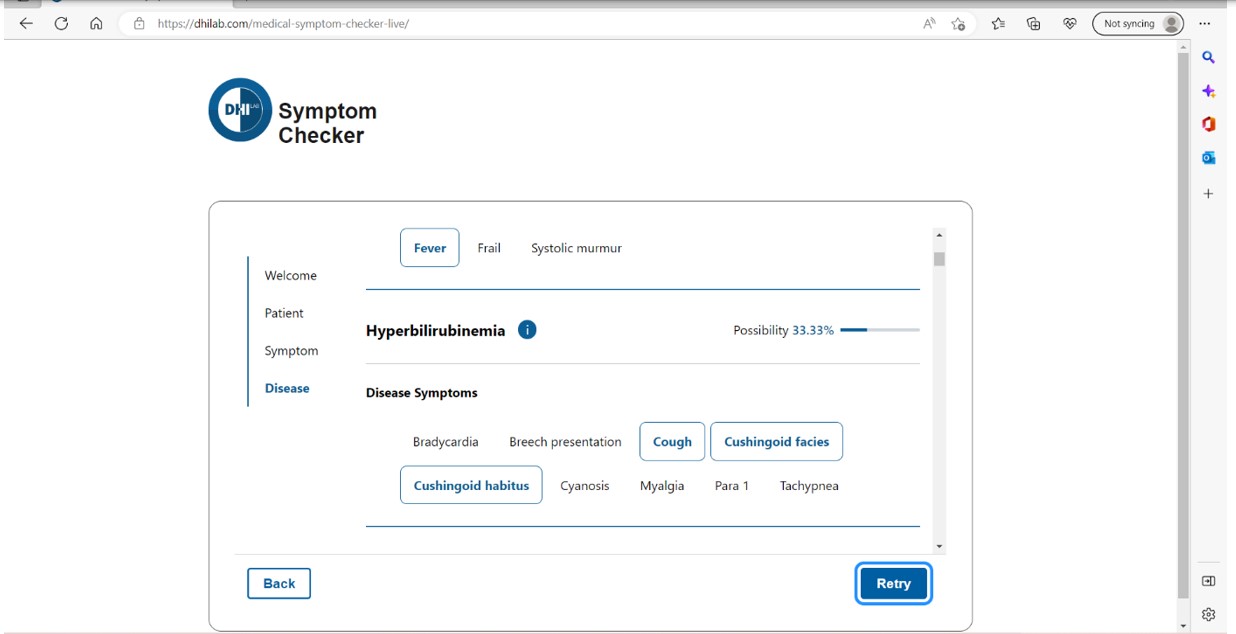 https://dhilab.com/medical-symptom-checker-live/
Not syncing
DHI LAB
Symptom
Checker
Fever Frail Systolic murmur
Welcome
Patient
Symptom
Disease
Hyperbilirubinemia i Possibility 33.33%
Disease Symptoms
Bradycardia Breech presentation Cough Cushingoid facies
Cushingoid habitus Cyanosis Myalgia Para 1 Tachypnea
Back Retry